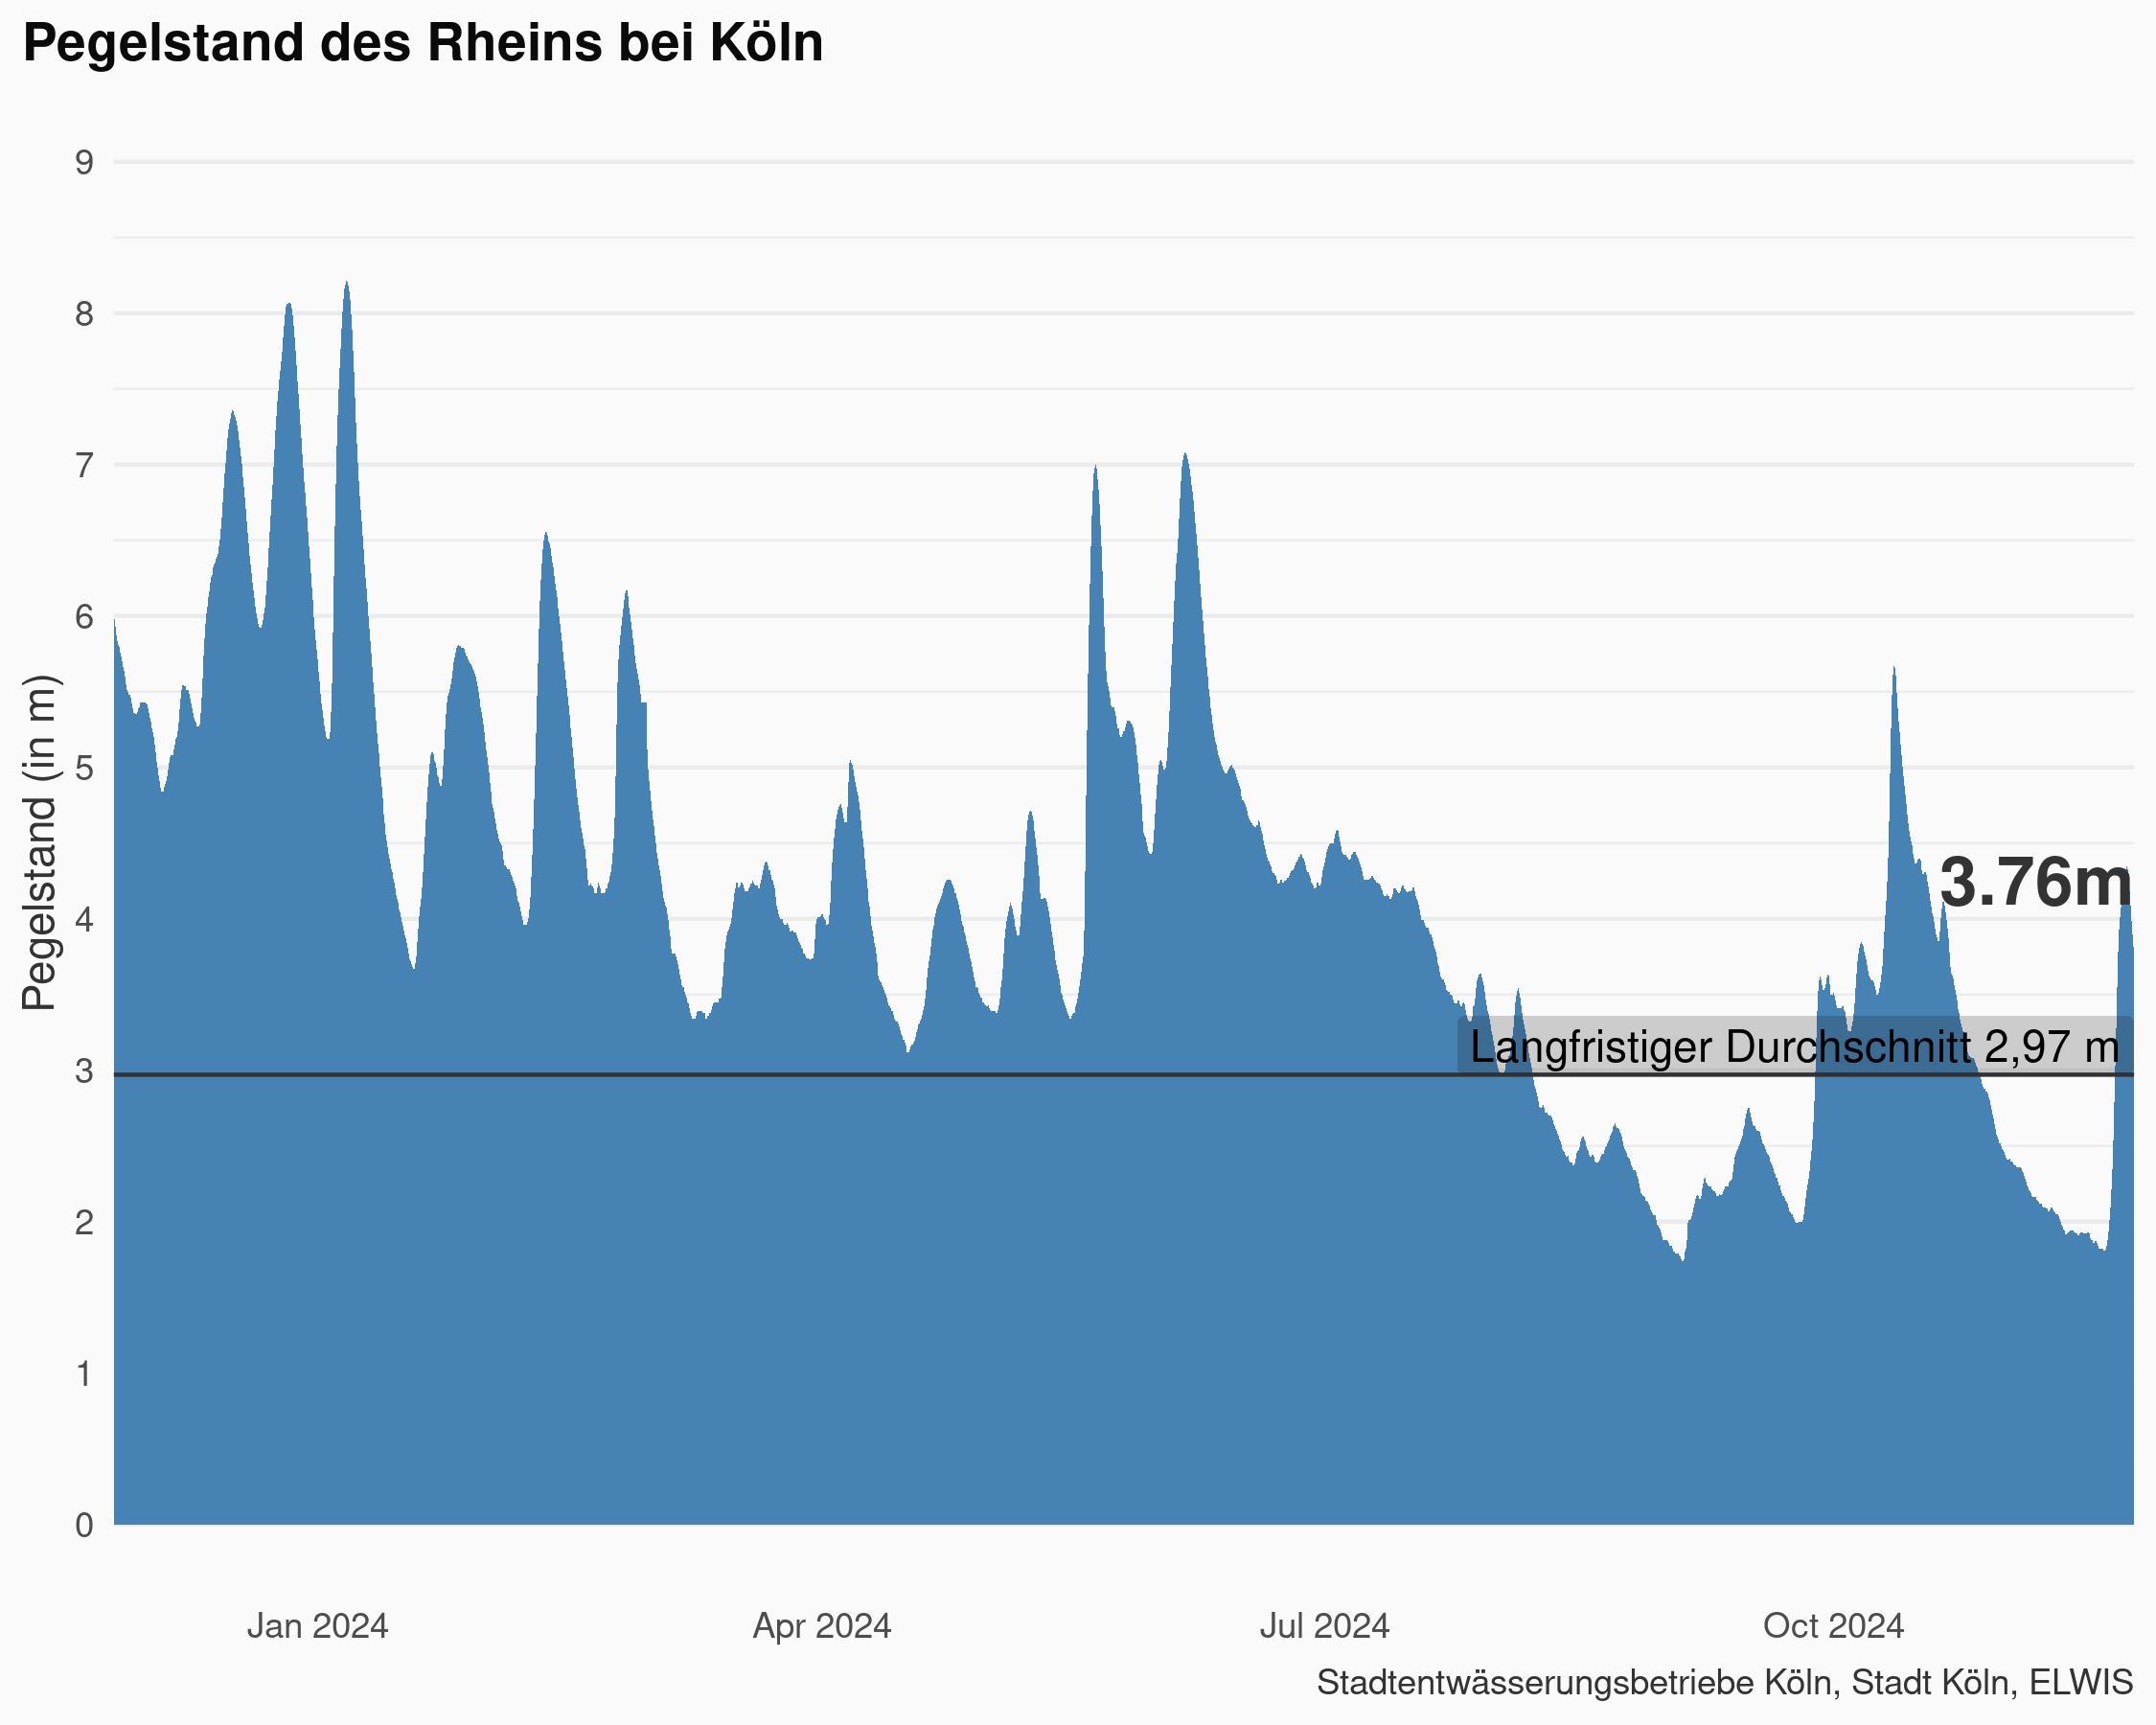 Pegelstand des Rheins bei Köln
Pegelstand (in m)
9
8
7
6
5
4
3
2
1
0
3.76m
Langfristiger Durchschnitt 2,97 m
Jan 2024
Apr 2024
Jul 2024
Oct 2024
Stadtentwässerungsbetriebe Köln, Stadt Köln, ELWIS